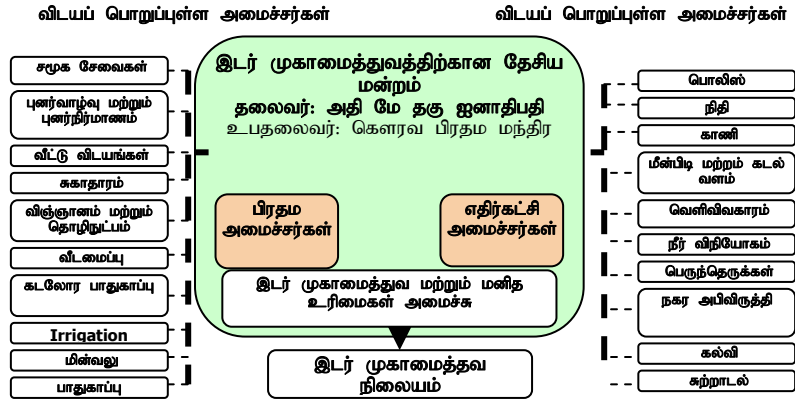 விடயப் பொறுப்புள்ள அமைச்சர்கள்
விடயப் பொறுப்புள்ள அமைச்சர்கள்
சமூக சேவைகள்
புனர்வாழ்வு மற்றும்
புனர்நிர்மாணம்
வீட்டு விடயங்கள்
சுகாதாரம்
விஞ்ஞானம் மற்றும்
தொழிநுட்பம்
வீடமைப்பு
கடலோர பாதுகாப்பு
Irrigation
மின்வலு
பாதுகாப்பு
இடர் முகாமைத்துவத்திற்கான தேசிய
மன்றம்
தலைவர்: அதி மே தகு ஜனாதிபதி
உபதலைவர்: கௌரவ பிரதம மந்திர
பிரதம
அமைச்சர்கள்
எதிர்கட்சி
அமைச்சர்கள்
இடர் முகாமைத்துவ மற்றும் மனித
உரிமைகள் அமைச்சு
இடர் முகாமைத்தவ
நிலையம்
பொலிஸ்
நிதி
காணி
மீன்பிடி மற்றம் கடல்
வளம்
வெளிவிவகாரம்
நீர் விநியோகம்
பெருந்தெருக்கள்
நகர அபிவிருத்தி
கல்வி
சுற்றாடல்